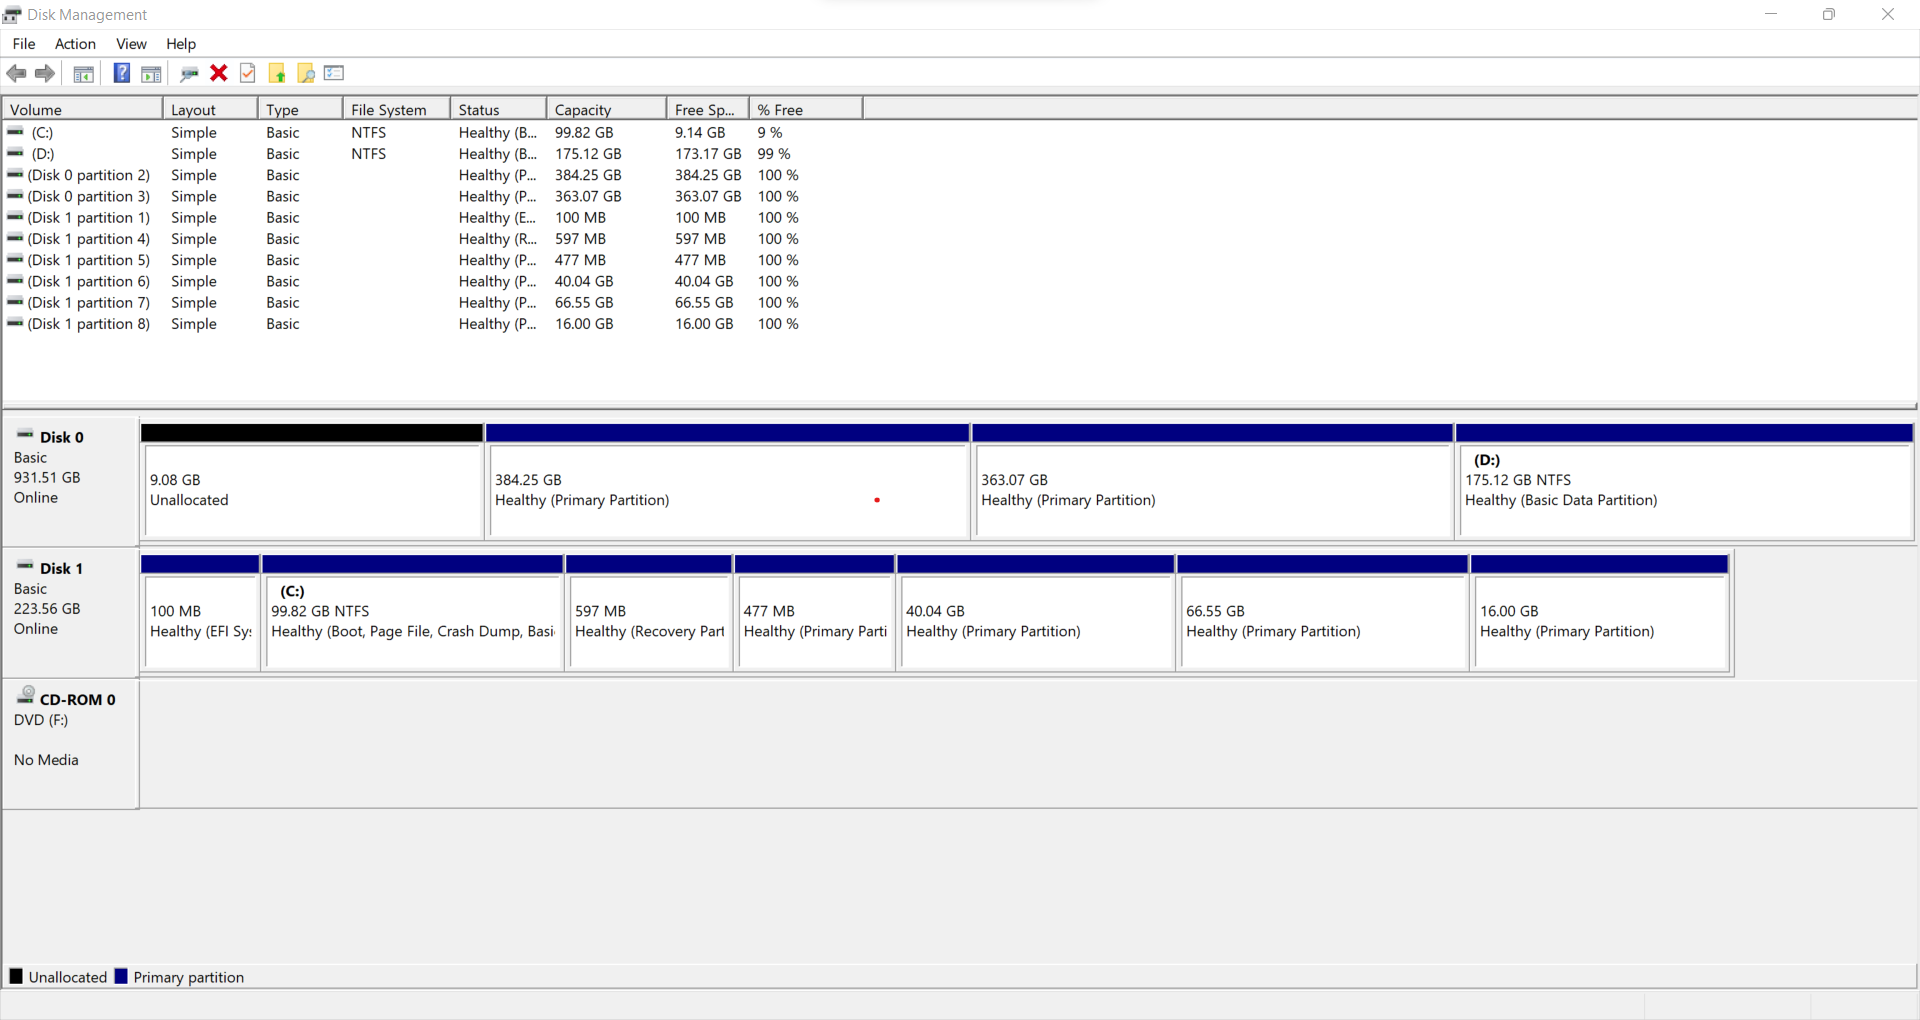 Disk Management
File Action View Help
Volume Layout Type File System Status Capacity Free Sp... % Free
(C:) Simple Basic NTFS Healthy (B... 99.82 GB 9.14 GB 9 %
(D:) Simple Basic NTFS Healthy (B... 175.12 GB 173.17 GB 99 %
(Disk 0 partition 2) Simple Basic Healthy (P... 384.25 GB 384.25 GB 100 %
(Disk 0 partition 3) Simple Basic Healthy (P... 363.07 GB 363.07 GB 100 %
(Disk 1 partition 1) Simple Basic Healthy (E... 100 MB 100 MB 100 %
(Disk 1 partition 4) Simple Basic Healthy (R... 597 MB 597 MB 100 %
(Disk 1 partition 5) Simple Basic Healthy (P... 477 MB 477 MB 100 %
(Disk 1 partition 6) Simple Basic Healthy (P... 40.04 GB 40.04 GB 100 %
(Disk 1 partition 7) Simple Basic Healthy (P... 66.55 GB 66.55 GB 100 %
(Disk 1 partition 8) Simple Basic Healthy (P... 16.00 GB 16.00 GB 100 %
Disk 0
Basic
931.51 GB
Online
9.08 GB
Unallocated
384.25 GB
Healthy (Primary Partition)
363.07 GB
Healthy (Primary Partition)
(D:)
175.12 GB NTFS
Healthy (Basic Data Partition)
Disk 1
Basic
223.56 GB
Online
100 MB
Healthy (EFI Sys
(C:)
99.82 GB NTFS
Healthy (Boot, Page File, Crash Dump, Basi
597 MB
Healthy (Recovery Part
477 MB
Healthy (Primary Parti
40.04 GB
Healthy (Primary Partition)
66.55 GB
Healthy (Primary Partition)
16.00 GB
Healthy (Primary Partition)
CD-ROM 0
DVD (F:)
No Media
Unallocated Primary partition